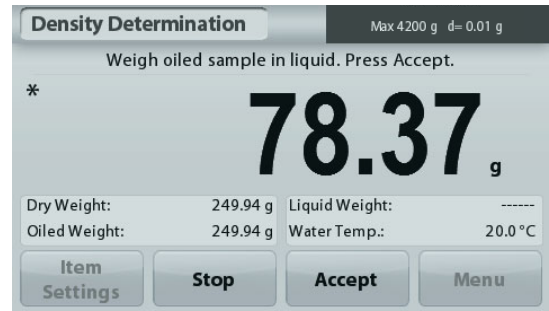 Density Determination
Max 4200 g d= 0.01 g
Weigh oiled sample in liquid. Press Accept.
*
78.37 g
Dry Weight: 249.94 g Liquid Weight: ------
Oiled Weight: 249.94 g Water Temp.: 20.0 °C
Item Settings Stop Accept Menu